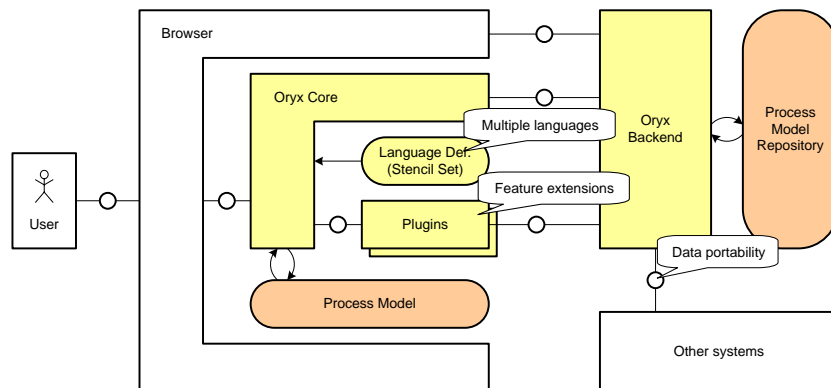 Browser
Oryx Core
Multiple languages
Language Def.
(Stencil Set)
Feature extensions
Plugins
Process Model
User
Oryx
Backend
Process
Model
Repository
Data portability
Other systems